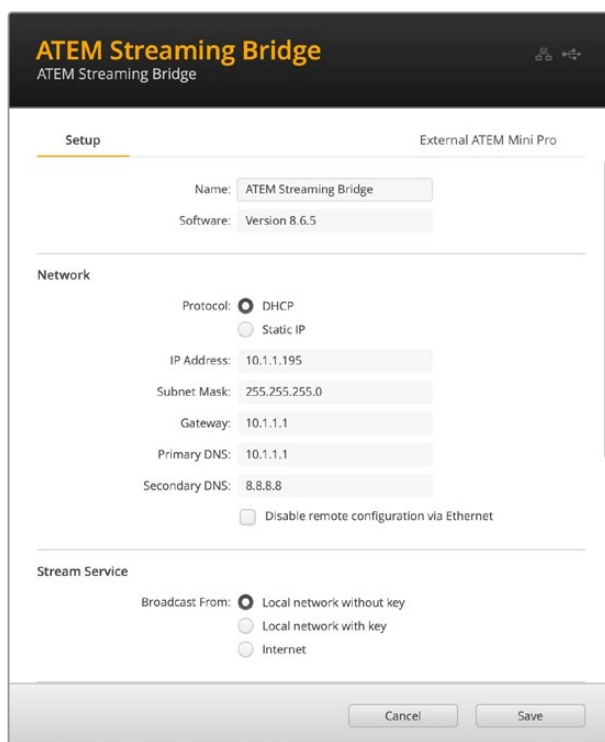 ATEM Streaming Bridge
ATEM Streaming Bridge
Setup External ATEM Mini Pro
Name: ATEM Streaming Bridge
Software: Version 8.6.5
Network
Protocol: DHCP
Static IP
IP Address: 10.1.1.195
Subnet Mask: 255.255.255.0
Gateway: 10.1.1.1
Primary DNS: 10.1.1.1
Secondary DNS: 8.8.8.8
Disable remote configuration via Ethernet
Stream Service
Broadcast From: Local network without key
Local network with key
Internet
Cancel Save